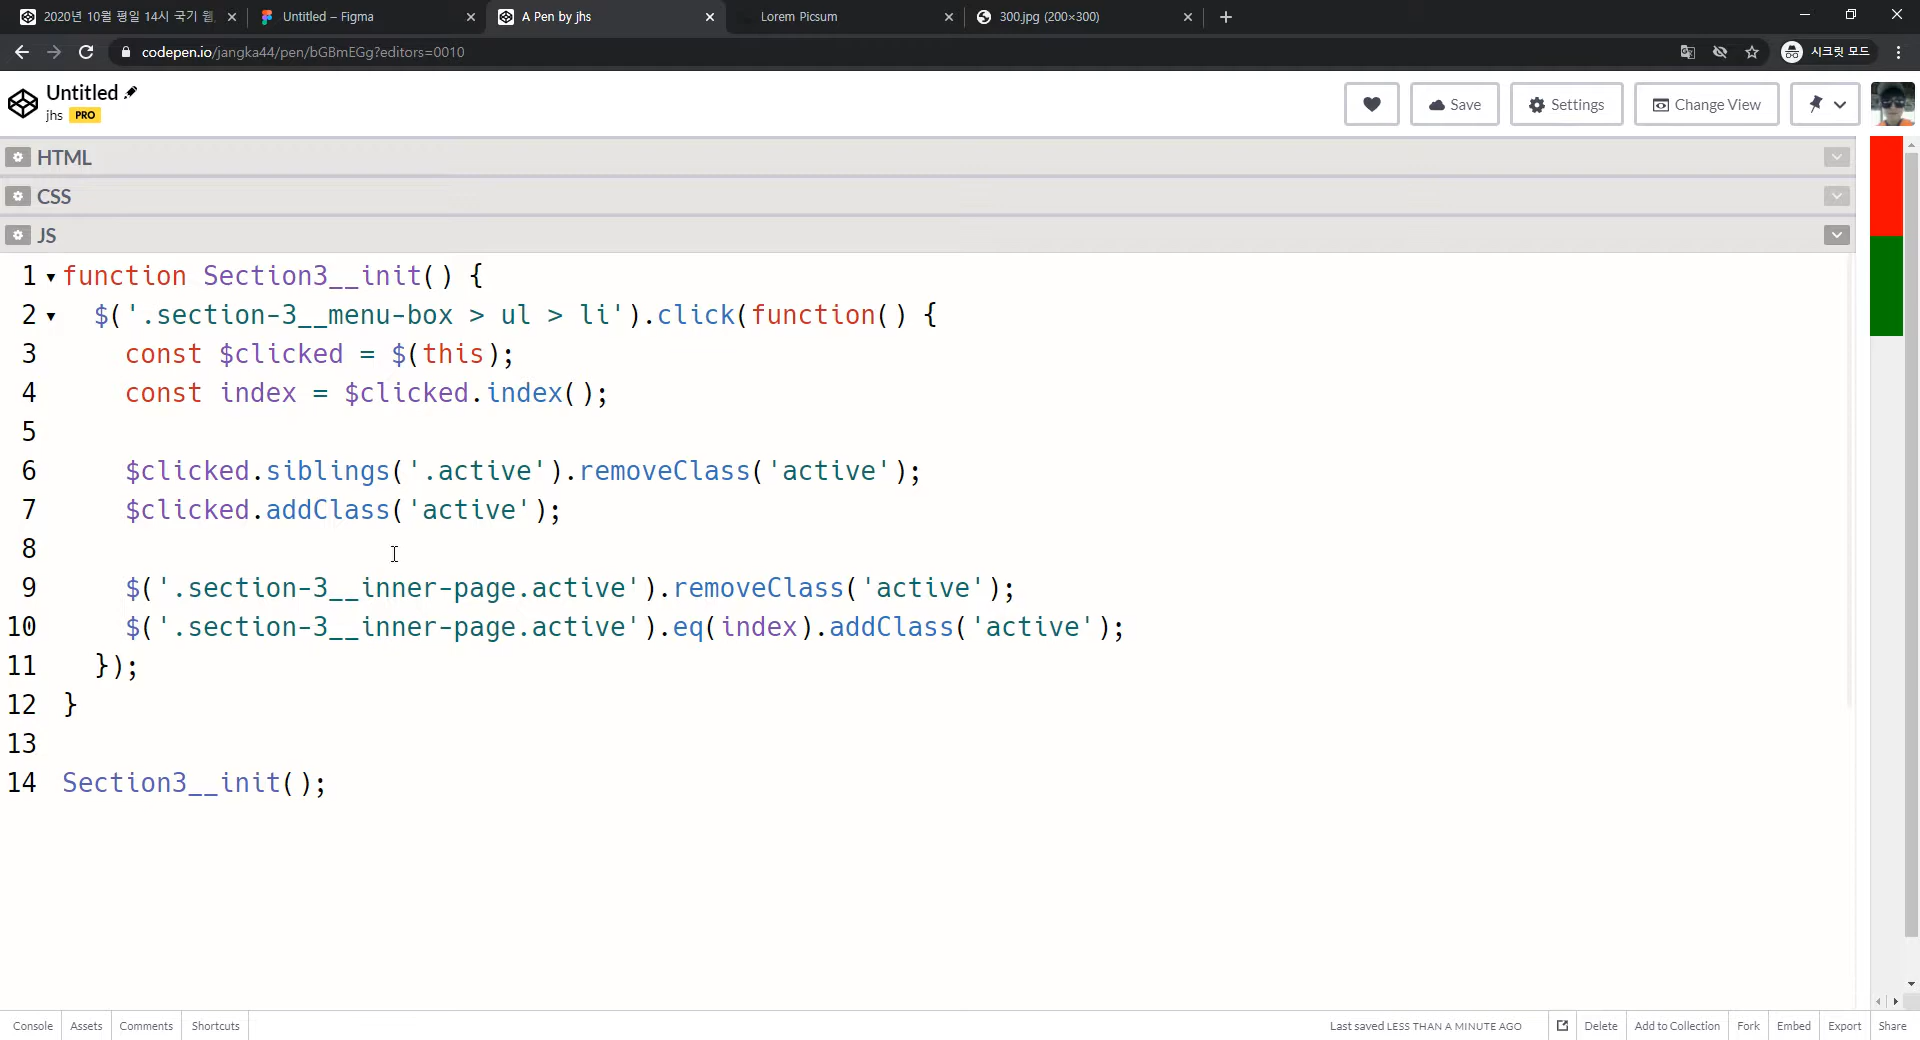 2020년 10월 평일 14시 국기 웹
Untitled – Figma
A Pen by jhs
Lorem Picsum
300.jpg (200×300)
codepen.io/jangka44/pen/bGBmEGg?editors=0010
시크릿 모드
Untitled
jhs PRO
Save
Settings
Change View
HTML
CSS
JS
1 function Section3__init() {
2 $('.section-3__menu-box > ul > li').click(function() {
3 const $clicked = $(this);
4 const index = $clicked.index();
5
6 $clicked.siblings('.active').removeClass('active');
7 $clicked.addClass('active');
8
9 $('.section-3__inner-page.active').removeClass('active');
10 $('.section-3__inner-page.active').eq(index).addClass('active');
11 });
12 }
13
14 Section3__init();
Console
Assets
Comments
Shortcuts
Last saved LESS THAN A MINUTE AGO
Delete
Add to Collection
Fork
Embed
Export
Share